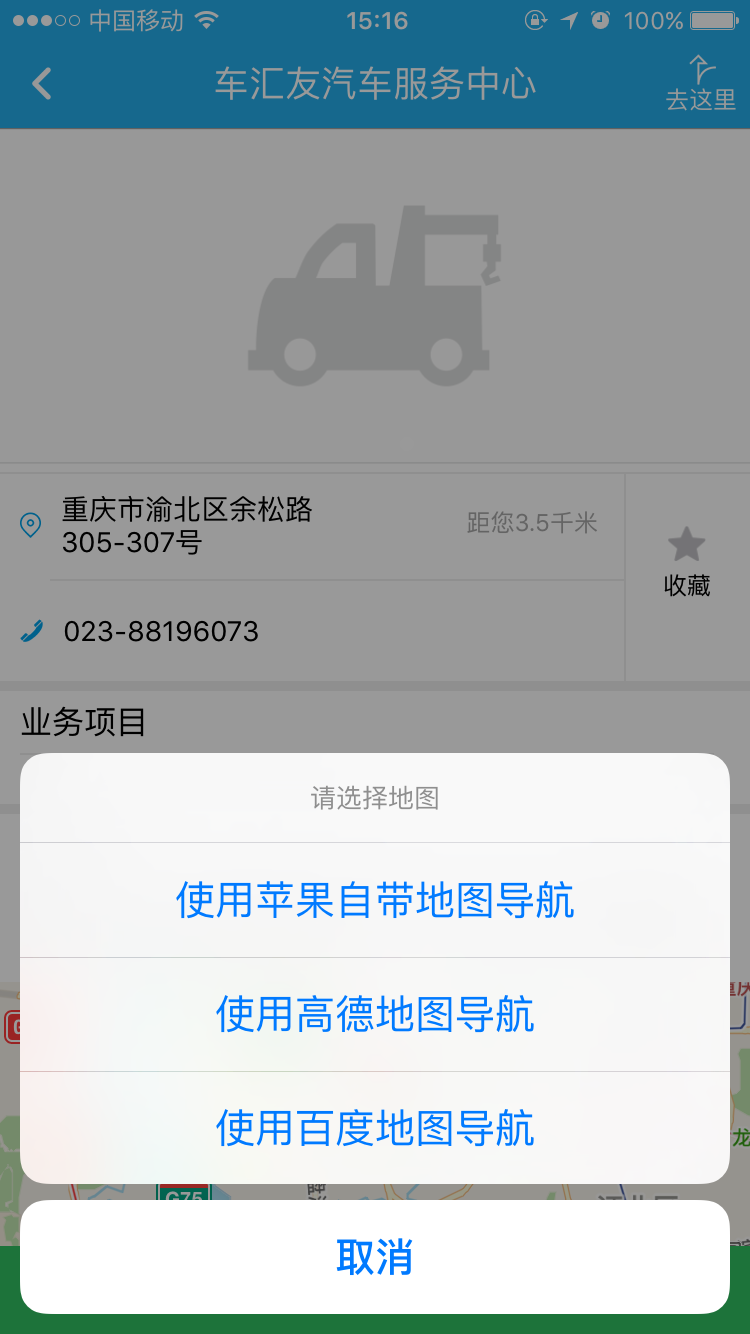 中国移动 15:16 100%
车汇友汽车服务中心
去这里
重庆市渝北区余松路
305-307号
距您3.5千米
收藏
023-88196073
业务项目
请选择地图
使用苹果自带地图导航
使用高德地图导航
使用百度地图导航
G75
取消